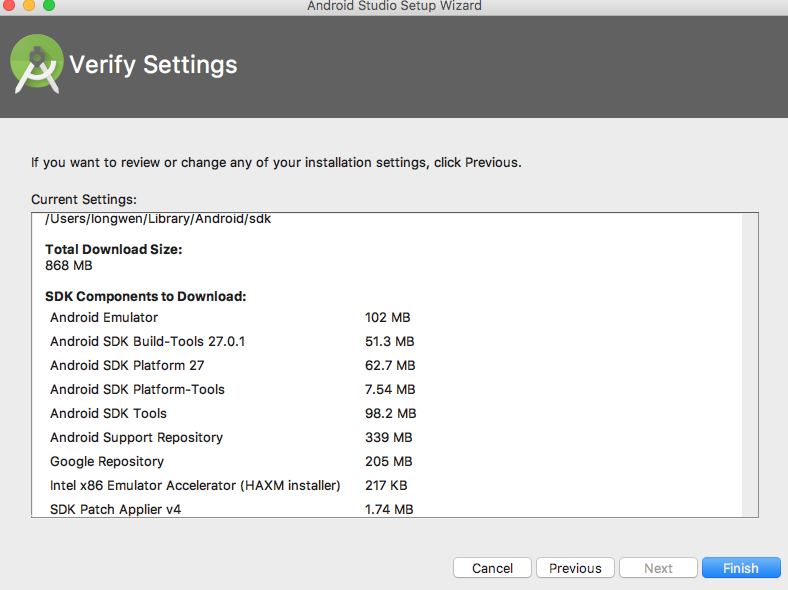 Android Studio Setup Wizard
Verify Settings
If you want to review or change any of your installation settings, click Previous.
Current Settings:
/Users/longwen/Library/Android/sdk
Total Download Size:
868 MB
SDK Components to Download:
Android Emulator 102 MB
Android SDK Build-Tools 27.0.1 51.3 MB
Android SDK Platform 27 62.7 MB
Android SDK Platform-Tools 7.54 MB
Android SDK Tools 98.2 MB
Android Support Repository 339 MB
Google Repository 205 MB
Intel x86 Emulator Accelerator (HAXM installer) 217 KB
SDK Patch Applier v4 1.74 MB
Cancel Previous Next Finish